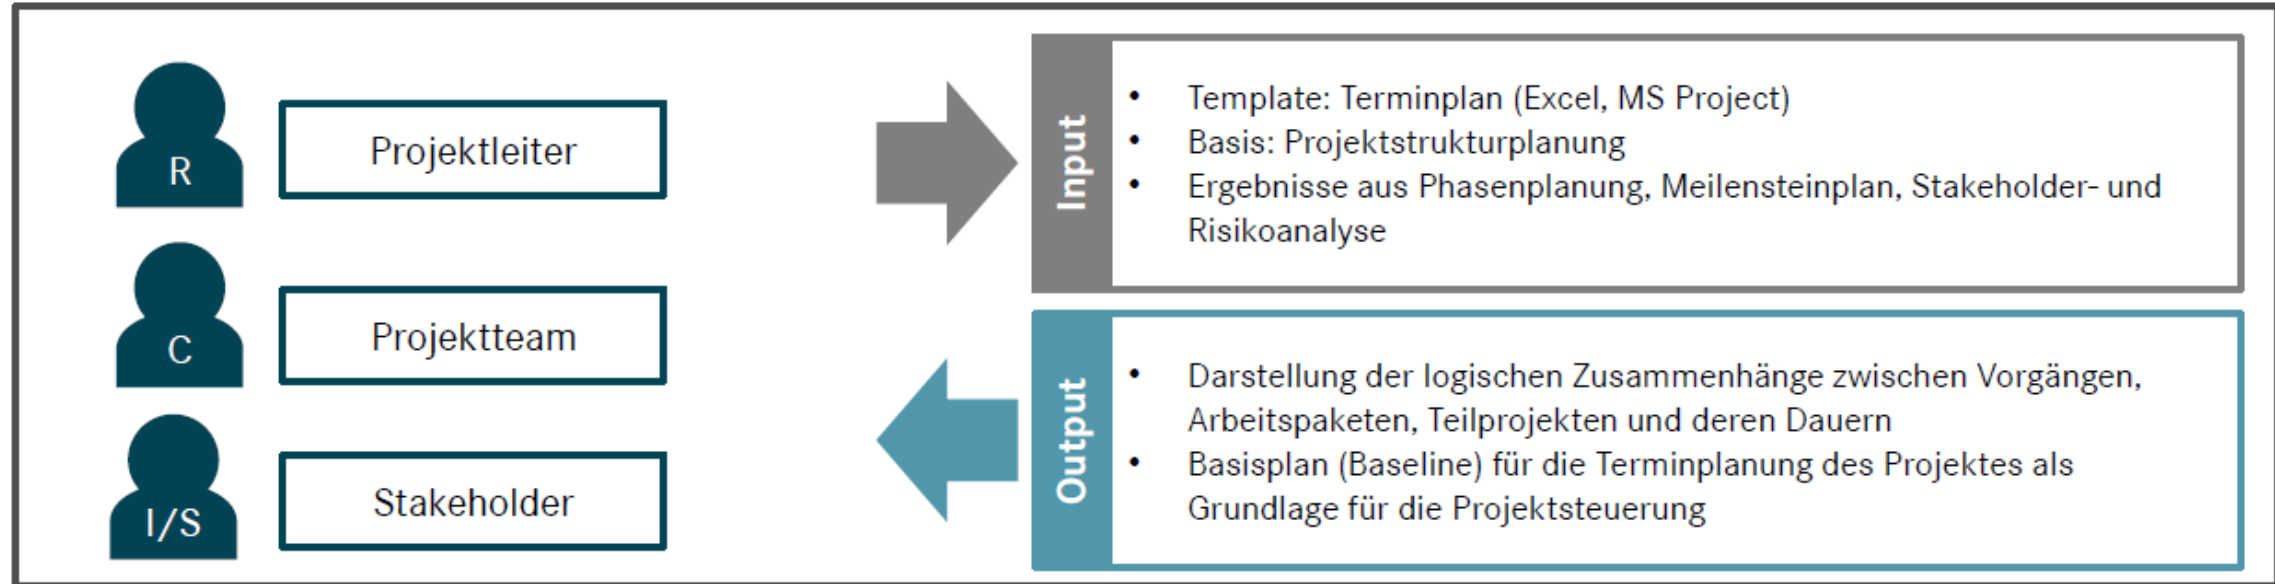 R
Projektleiter
C
Projektteam
I/S
Stakeholder
Input
• Template: Terminplan (Excel, MS Project)
• Basis: Projektstrukturplanung
• Ergebnisse aus Phasenplanung, Meilensteinplan, Stakeholder- und
Risikoanalyse
Output
• Darstellung der logischen Zusammenhänge zwischen Vorgängen,
Arbeitspaketen, Teilprojekten und deren Dauern
• Basisplan (Baseline) für die Terminplanung des Projektes als
Grundlage für die Projektsteuerung